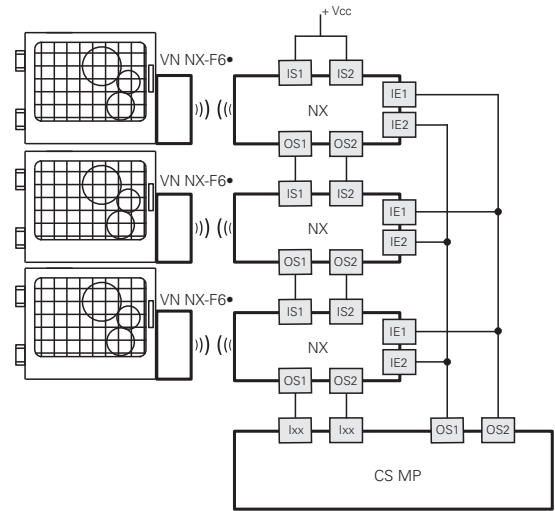 + Vcc
VN NX-F6•
IS1 IS2
IE1
NX
IE2
OS1 OS2
VN NX-F6•
IS1 IS2
IE1
NX
IE2
OS1 OS2
VN NX-F6•
IS1 IS2
IE1
NX
IE2
OS1 OS2
Ixx Ixx OS1 OS2
CS MP